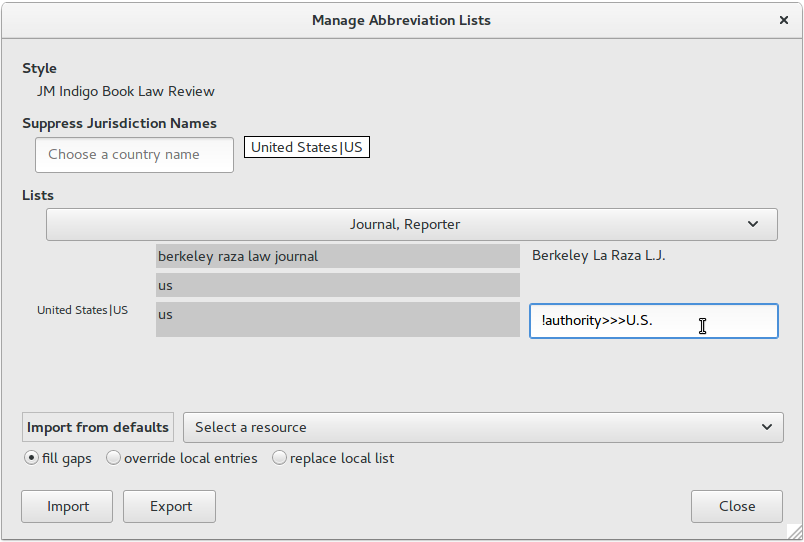 Manage Abbreviation Lists ×
Style
JM Indigo Book Law Review
Suppress Jurisdiction Names
Choose a country name United States|US
Lists
Journal, Reporter
berkeley raza law journal Berkeley La Raza L.J.
us
United States|US us !authority>>>U.S.
Import from defaults Select a resource
fill gaps override local entries replace local list
Import Export Close